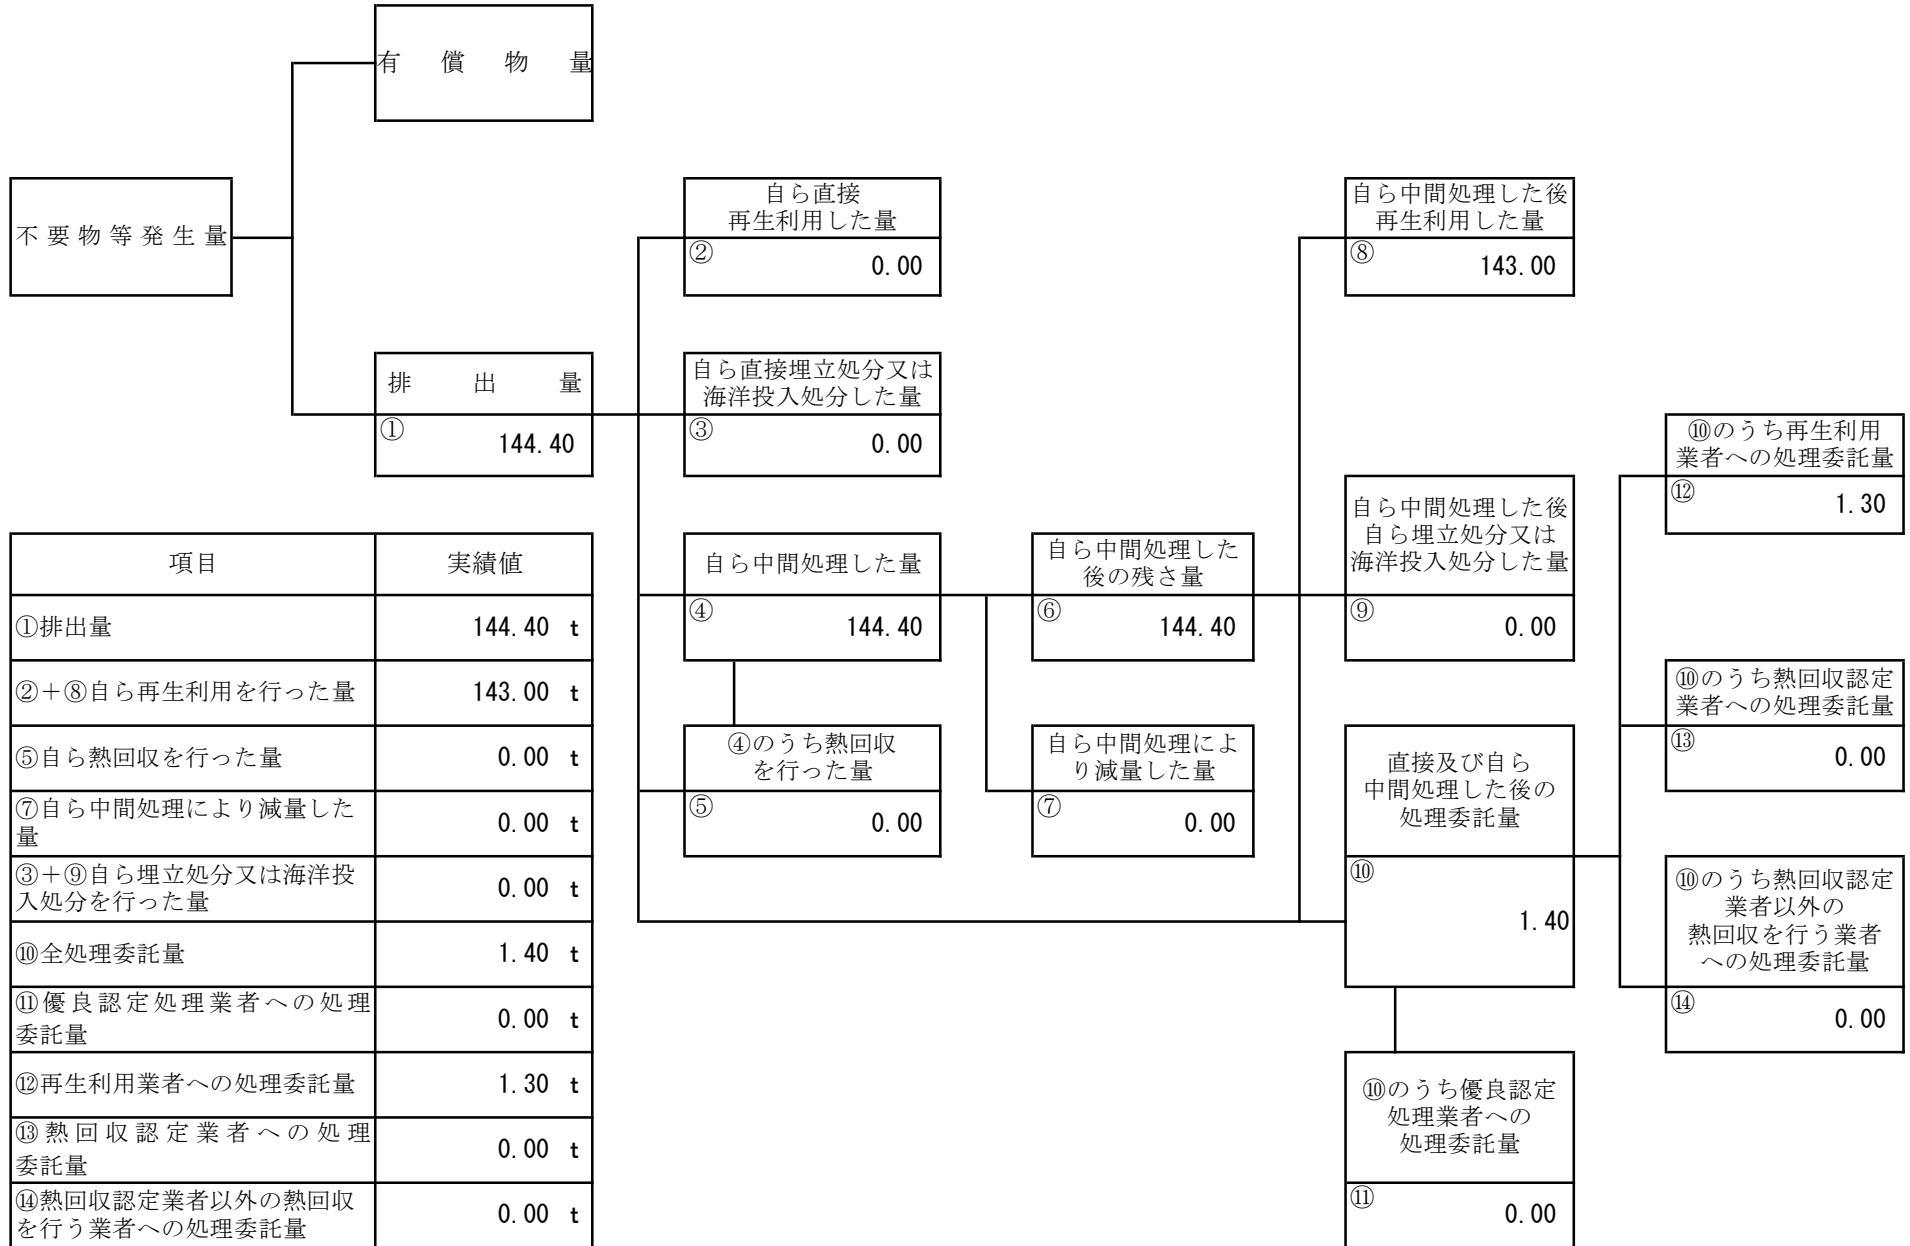 有償物量
不要物等発生量
排出量
① 144.40
自ら直接
再生利用した量
② 0.00
自ら直接埋立処分又は
海洋投入処分した量
③ 0.00
自ら中間処理した量
④ 144.40
④のうち熱回収
を行った量
⑤ 0.00
自ら中間処理した
後の残さ量
⑥ 144.40
自ら中間処理によ
り減量した量
⑦ 0.00
自ら中間処理した後
再生利用した量
⑧ 143.00
自ら中間処理した後
自ら埋立処分又は
海洋投入処分した量
⑨ 0.00
直接及び自ら
中間処理した後の
処理委託量
⑩
1.40
⑩のうち優良認定
処理業者への
処理委託量
⑪ 0.00
⑩のうち再生利用
業者への処理委託量
⑫ 1.30
⑩のうち熱回収認定
業者への処理委託量
⑬ 0.00
⑩のうち熱回収認定
業者以外の
熱回収を行う業者
への処理委託量
⑭ 0.00
項目 実績値
①排出量 144.40 t
②+⑧自ら再生利用を行った量 143.00 t
⑤自ら熱回収を行った量 0.00 t
⑦自ら中間処理により減量した
量 0.00 t
③+⑨自ら埋立処分又は海洋投
入処分を行った量 0.00 t
⑩全処理委託量 1.40 t
⑪優良認定処理業者への処理
委託量 0.00 t
⑫再生利用業者への処理委託量 1.30 t
⑬熱回収認定業者への処理
委託量 0.00 t
⑭熱回収認定業者以外の熱回収
を行う業者への処理委託量 0.00 t